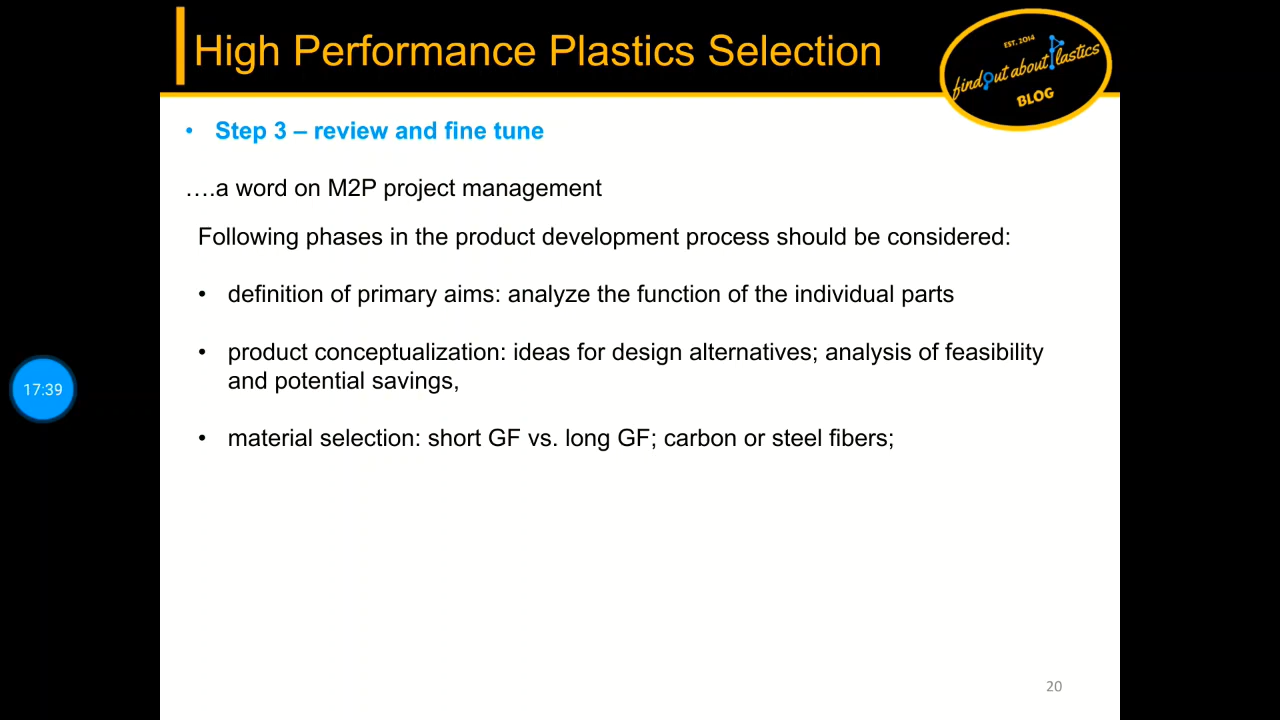 High Performance Plastics Selection
EST. 2014
findout about plastics
BLOG
• Step 3 – review and fine tune
….a word on M2P project management
Following phases in the product development process should be considered:
• definition of primary aims: analyze the function of the individual parts
• product conceptualization: ideas for design alternatives; analysis of feasibility
and potential savings,
17:39
• material selection: short GF vs. long GF; carbon or steel fibers;
20